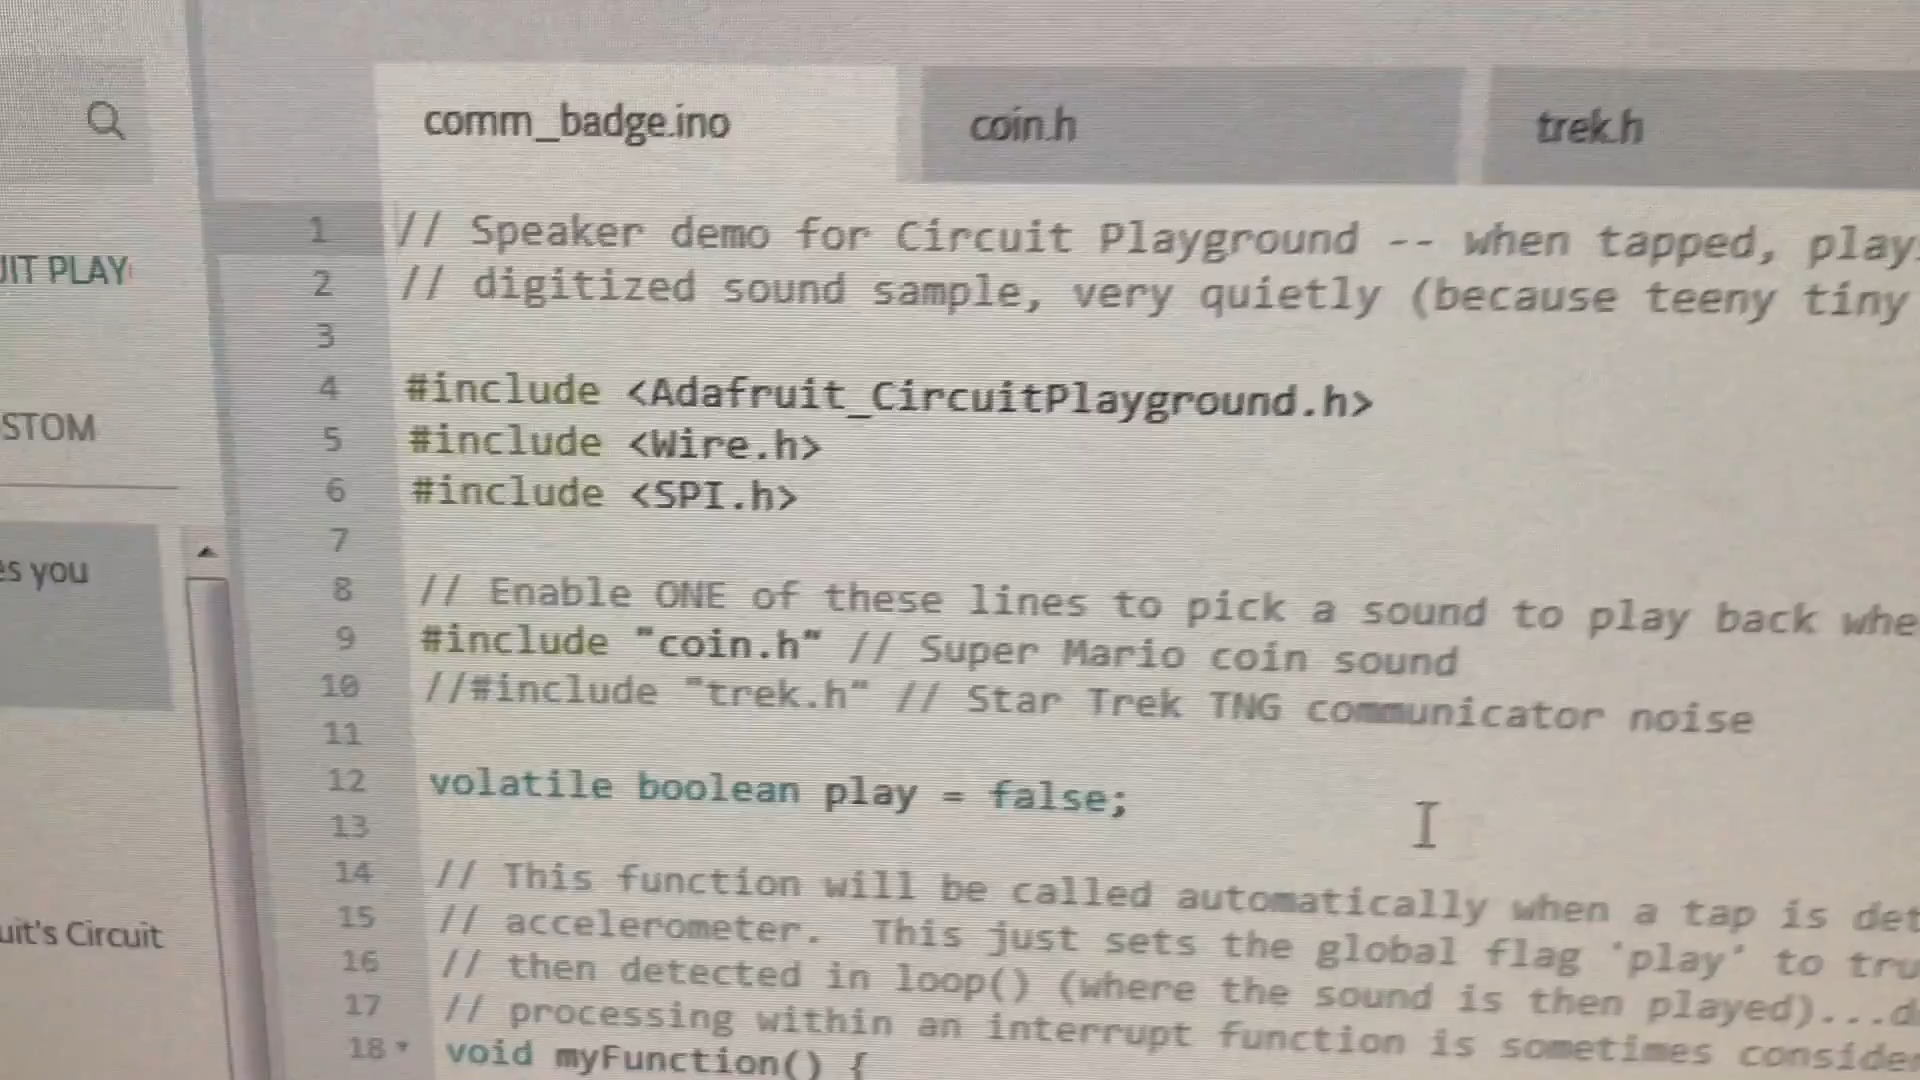 comm_badge.ino
coin.h
trek.h
UIT PLAY
STOM
es you
uit's Circuit
1 // Speaker demo for Circuit Playground -- when tapped, plays
2 // digitized sound sample, very quietly (because teeny tiny
3
4 #include <Adafruit_CircuitPlayground.h>
5 #include <Wire.h>
6 #include <SPI.h>
7
8 // Enable ONE of these lines to pick a sound to play back whe
9 #include "coin.h" // Super Mario coin sound
10 //#include "trek.h" // Star Trek TNG communicator noise
11
12 volatile boolean play = false;
13
14 // This function will be called automatically when a tap is det
15 // accelerometer.  This just sets the global flag 'play' to tru
16 // then detected in loop() (where the sound is then played)...d
17 // processing within an interrupt function is sometimes consider
18 void myFunction() {